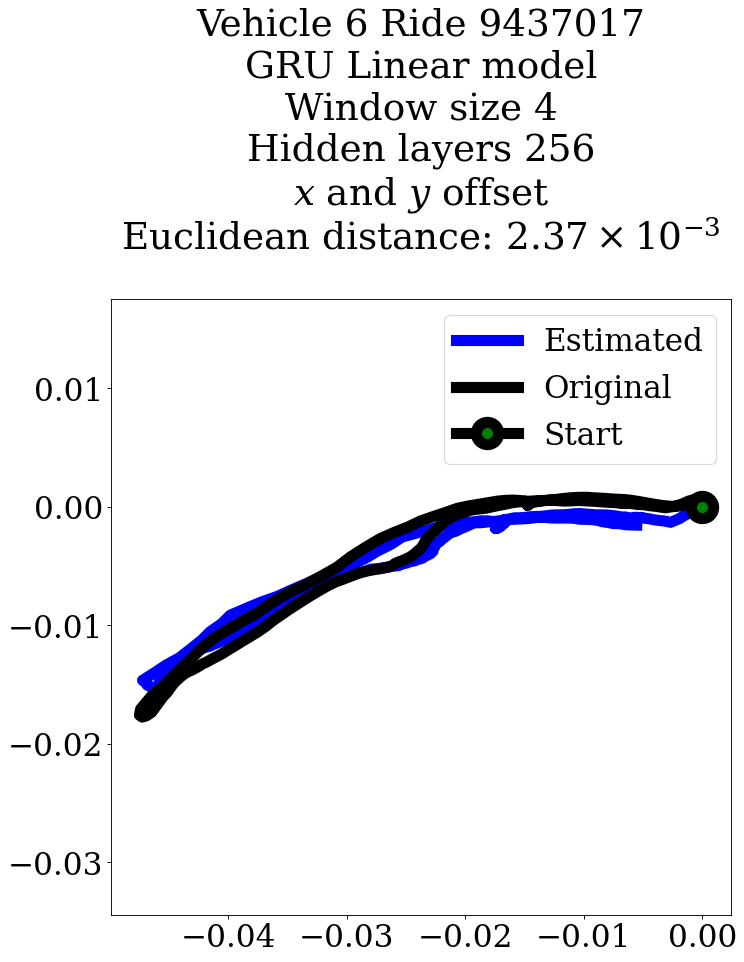 Vehicle 6 Ride 9437017
GRU Linear model
Window size 4
Hidden layers 256
x and y offset
Euclidean distance: 2.37 × 10⁻³
Estimated
Original
Start
0.01
0.00
−0.01
−0.02
−0.03
−0.04 −0.03 −0.02 −0.01 0.00